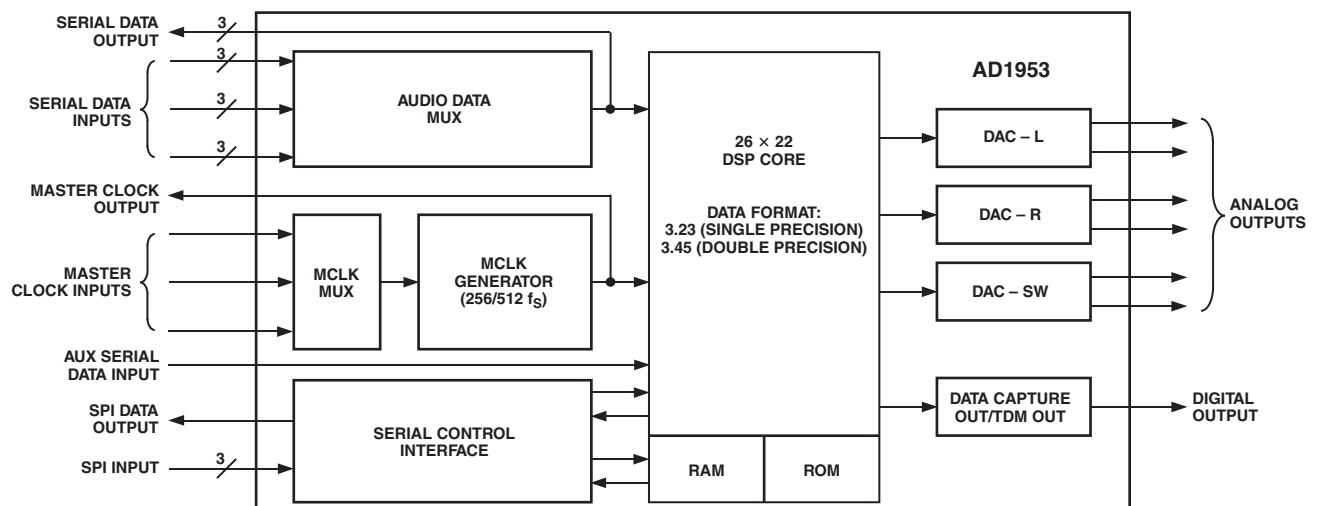 SERIAL DATA
OUTPUT
3
3
SERIAL DATA
INPUTS
3
3
MASTER CLOCK
OUTPUT
MASTER
CLOCK INPUTS
AUX SERIAL
DATA INPUT
SPI DATA
OUTPUT
SPI INPUT
3
AUDIO DATA
MUX
MCLK
MUX
MCLK
GENERATOR
(256/512 fS)
SERIAL CONTROL
INTERFACE
26 × 22
DSP CORE
DATA FORMAT:
3.23 (SINGLE PRECISION)
3.45 (DOUBLE PRECISION)
RAM
ROM
AD1953
DAC – L
DAC – R
DAC – SW
DATA CAPTURE
OUT/TDM OUT
ANALOG
OUTPUTS
DIGITAL
OUTPUT